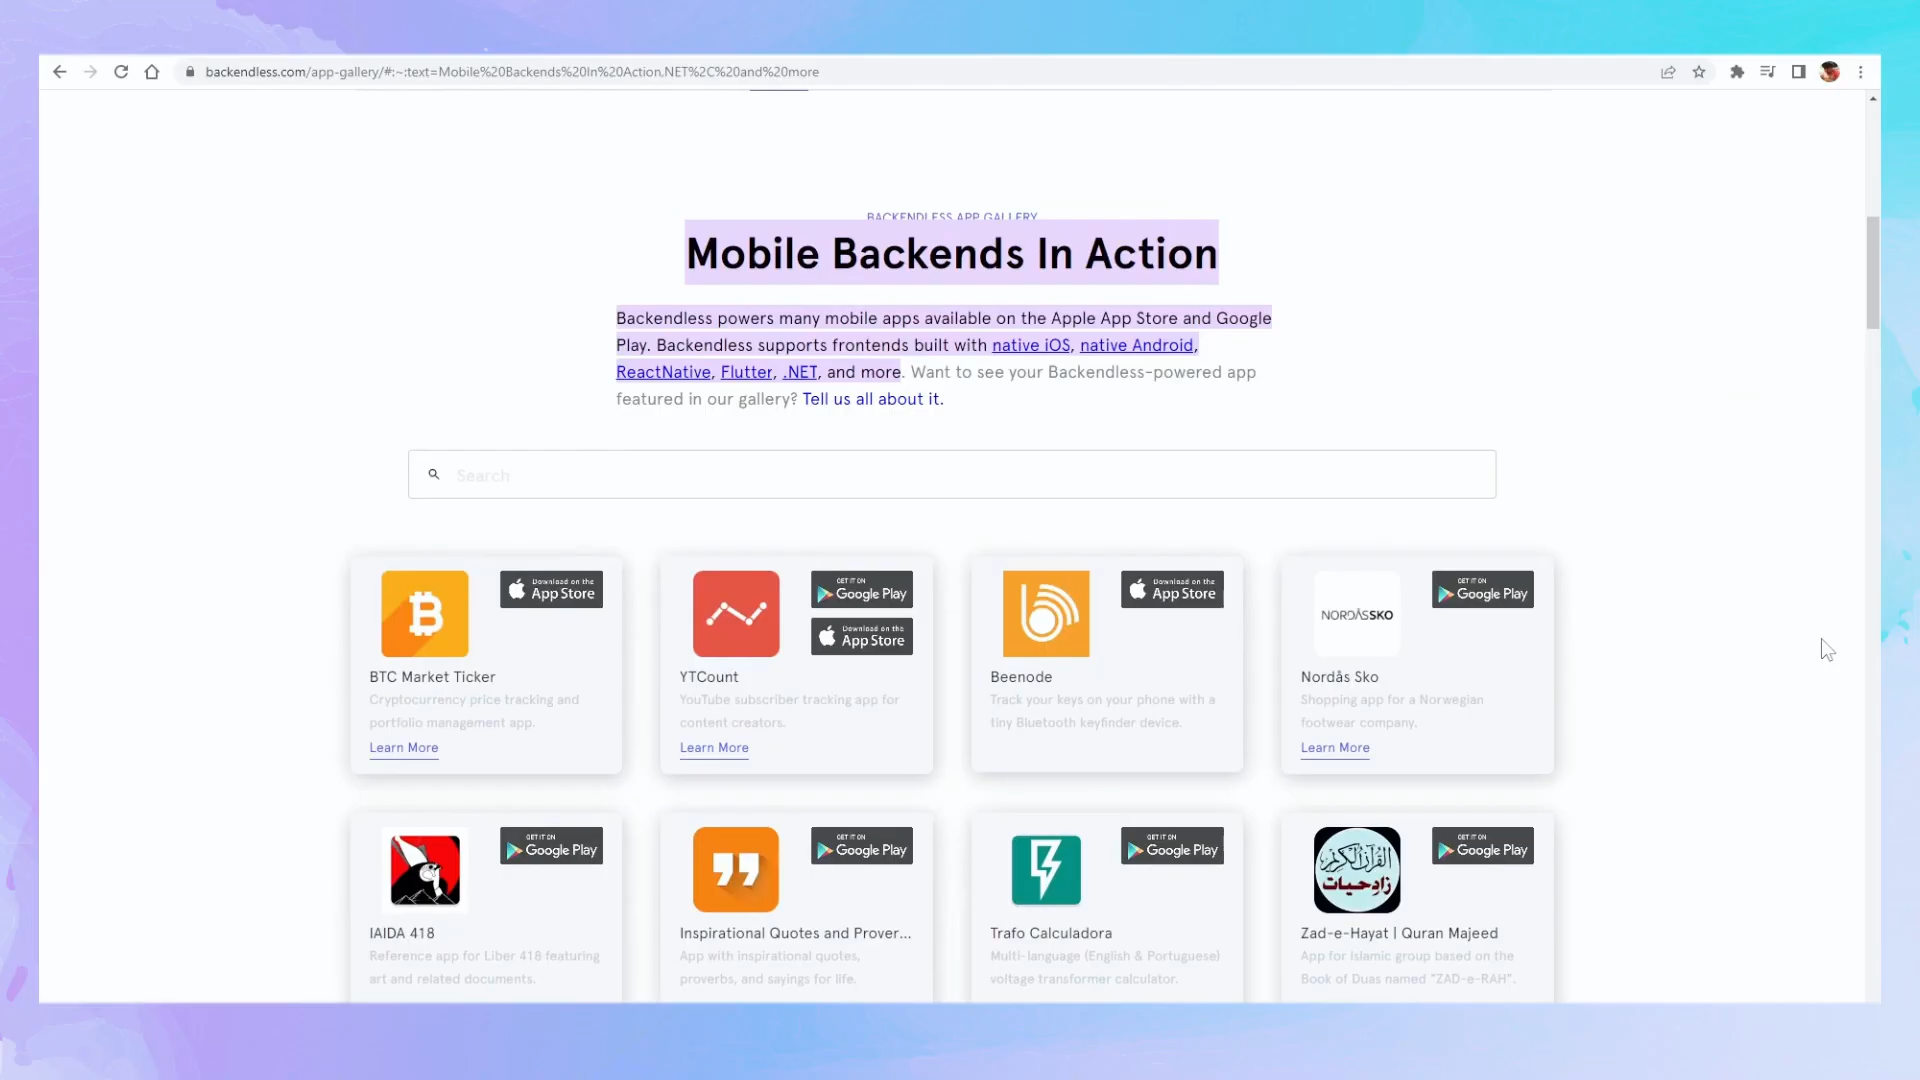 backendless.com/app-gallery/#:~:text=Mobile%20Backends%20In%20Action,.NET%2C%20and%20more
BACKENDLESS APP GALLERY
Mobile Backends In Action
Backendless powers many mobile apps available on the Apple App Store and Google
Play. Backendless supports frontends built with native iOS, native Android,
ReactNative, Flutter, .NET, and more. Want to see your Backendless-powered app
featured in our gallery? Tell us all about it.
Search
Download on the
App Store
BTC Market Ticker
Cryptocurrency price tracking and
portfolio management app.
Learn More
GET IT ON
Google Play
Download on the
App Store
YTCount
YouTube subscriber tracking app for
content creators.
Learn More
Download on the
App Store
Beenode
Track your keys on your phone with a
tiny Bluetooth keyfinder device.
NORDÅSSKO
GET IT ON
Google Play
Nordås Sko
Shopping app for a Norwegian
footwear company.
Learn More
GET IT ON
Google Play
IAIDA 418
Reference app for Liber 418 featuring
art and related documents.
GET IT ON
Google Play
Inspirational Quotes and Prover...
App with inspirational quotes,
proverbs, and sayings for life.
GET IT ON
Google Play
Trafo Calculadora
Multi-language (English & Portuguese)
voltage transformer calculator.
القرآن الكريم
زادِحیات
GET IT ON
Google Play
Zad-e-Hayat | Quran Majeed
App for Islamic group based on the
Book of Duas named "ZAD-e-RAH".